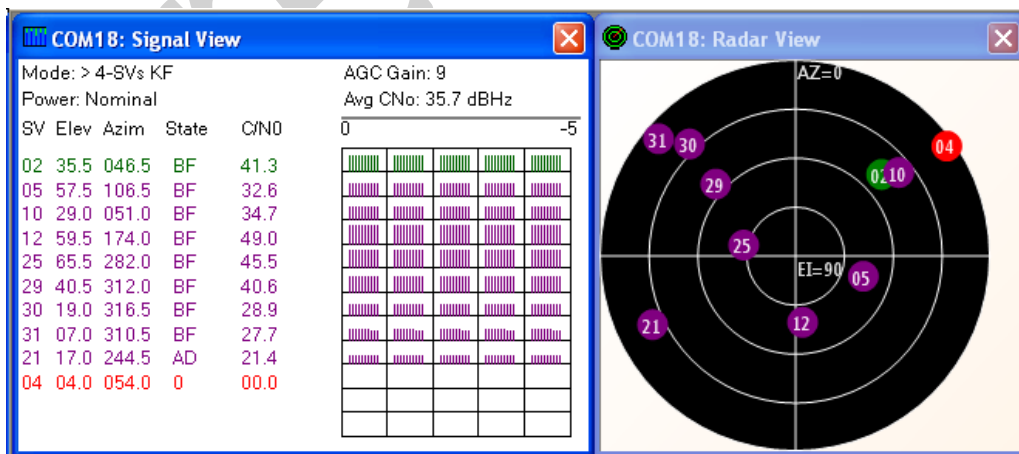 COM18: Signal View
Mode: > 4-SVs KF
AGC Gain: 9
Power: Nominal
Avg CNo: 35.7 dBHz
SV Elev Azim State C/N0 0 -5
02 35.5 046.5 BF 41.3
05 57.5 106.5 BF 32.6
10 29.0 051.0 BF 34.7
12 59.5 174.0 BF 49.0
25 65.5 282.0 BF 45.5
29 40.5 312.0 BF 40.6
30 19.0 316.5 BF 28.9
31 07.0 310.5 BF 27.7
21 17.0 244.5 AD 21.4
04 04.0 054.0 0 00.0
COM18: Radar View
AZ=0
31 30
04
02 10
29
25
EI=90
05
21
12